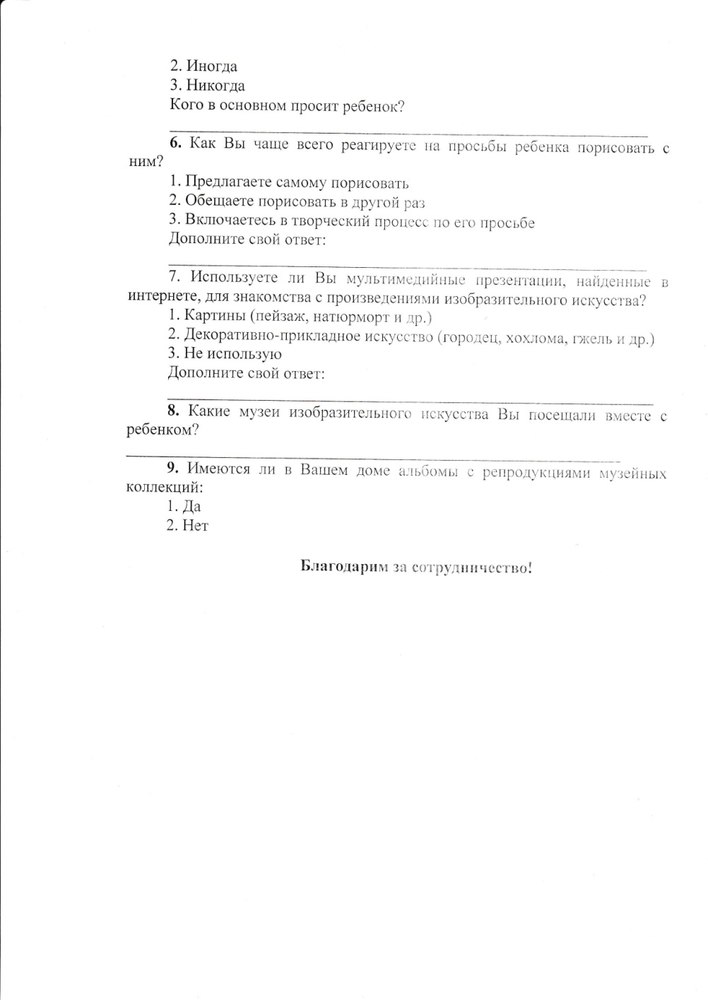 2. Иногда
3. Никогда
Кого в основном просит ребенок?
6. Как Вы чаще всего реагируете на просьбы ребенка порисовать с
ним?
1. Предлагаете самому порисовать
2. Обещаете порисовать в другой раз
3. Включаетесь в творческий процесс по его просьбе
Дополните свой ответ:
7. Используете ли Вы мультимедийные презентации, найденные в
интернете, для знакомства с произведениями изобразительного искусства?
1. Картины (пейзаж, натюрморт и др.)
2. Декоративно-прикладное искусство (городец, хохлома, гжель и др.)
3. Не использую
Дополните свой ответ:
8. Какие музеи изобразительного искусства Вы посещали вместе с
ребенком?
9. Имеются ли в Вашем доме альбомы с репродукциями музейных
коллекций:
1. Да
2. Нет
Благодарим за сотрудничество!